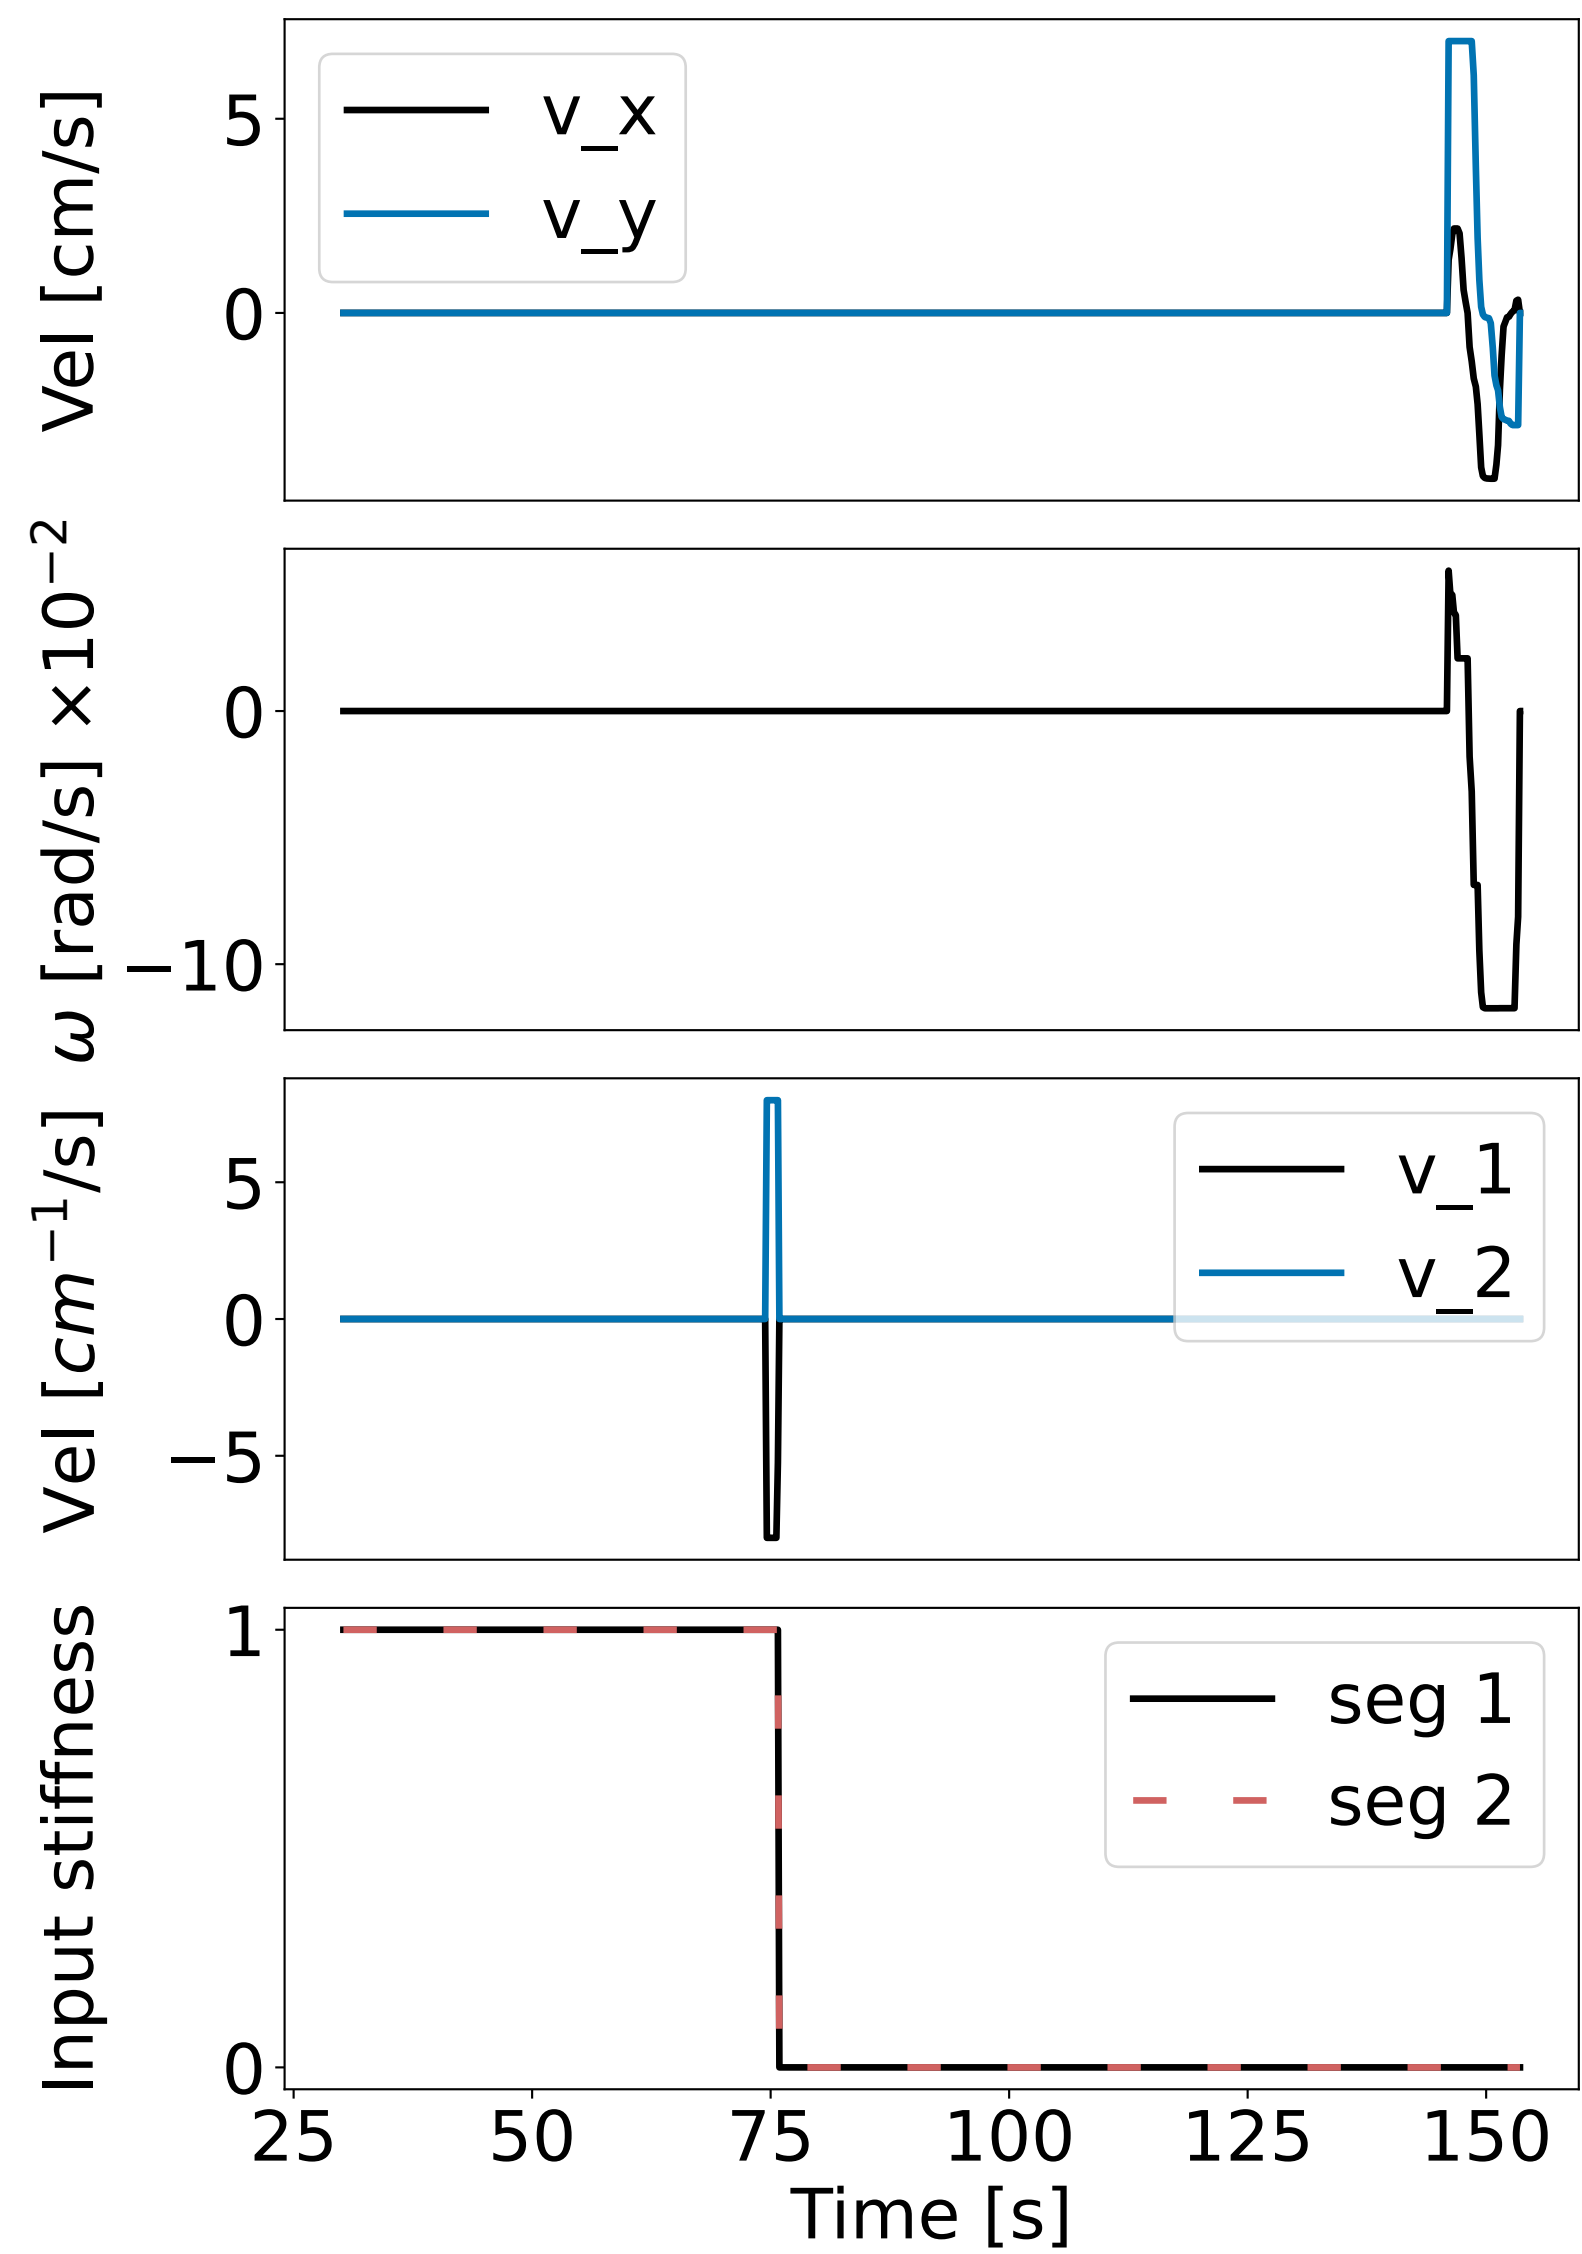 Vel [cm/s]
5
0
v_x
v_y
ω [rad/s] ×10⁻²
0
−10
Vel [cm⁻¹/s]
5
0
−5
v_1
v_2
Input stiffness
1
0
seg 1
seg 2
25 50 75 100 125 150
Time [s]